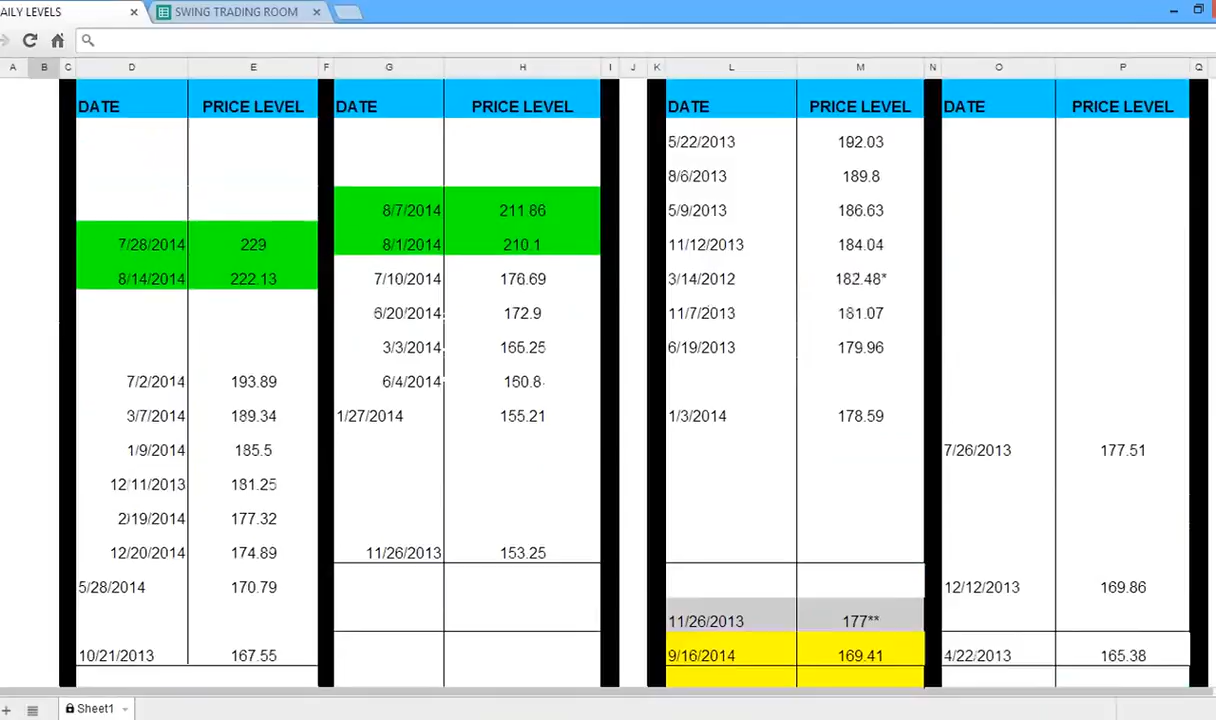 AILY LEVELS
SWING TRADING ROOM
A B C D E F G H I J K L M N O P Q
DATE PRICE LEVEL DATE PRICE LEVEL DATE PRICE LEVEL DATE PRICE LEVEL
5/22/2013 192.03
8/6/2013 189.8
8/7/2014 211.86 5/9/2013 186.63
7/28/2014 229 8/1/2014 210.1 11/12/2013 184.04
8/14/2014 222.13 7/10/2014 176.69 3/14/2012 182.48*
6/20/2014 172.9 11/7/2013 181.07
3/3/2014 165.25 6/19/2013 179.96
7/2/2014 193.89 6/4/2014 160.8
3/7/2014 189.34 1/27/2014 155.21 1/3/2014 178.59
1/9/2014 185.5 7/26/2013 177.51
12/11/2013 181.25
2/19/2014 177.32
12/20/2014 174.89 11/26/2013 153.25
5/28/2014 170.79 12/12/2013 169.86
11/26/2013 177**
10/21/2013 167.55 9/16/2014 169.41 4/22/2013 165.38
Sheet1